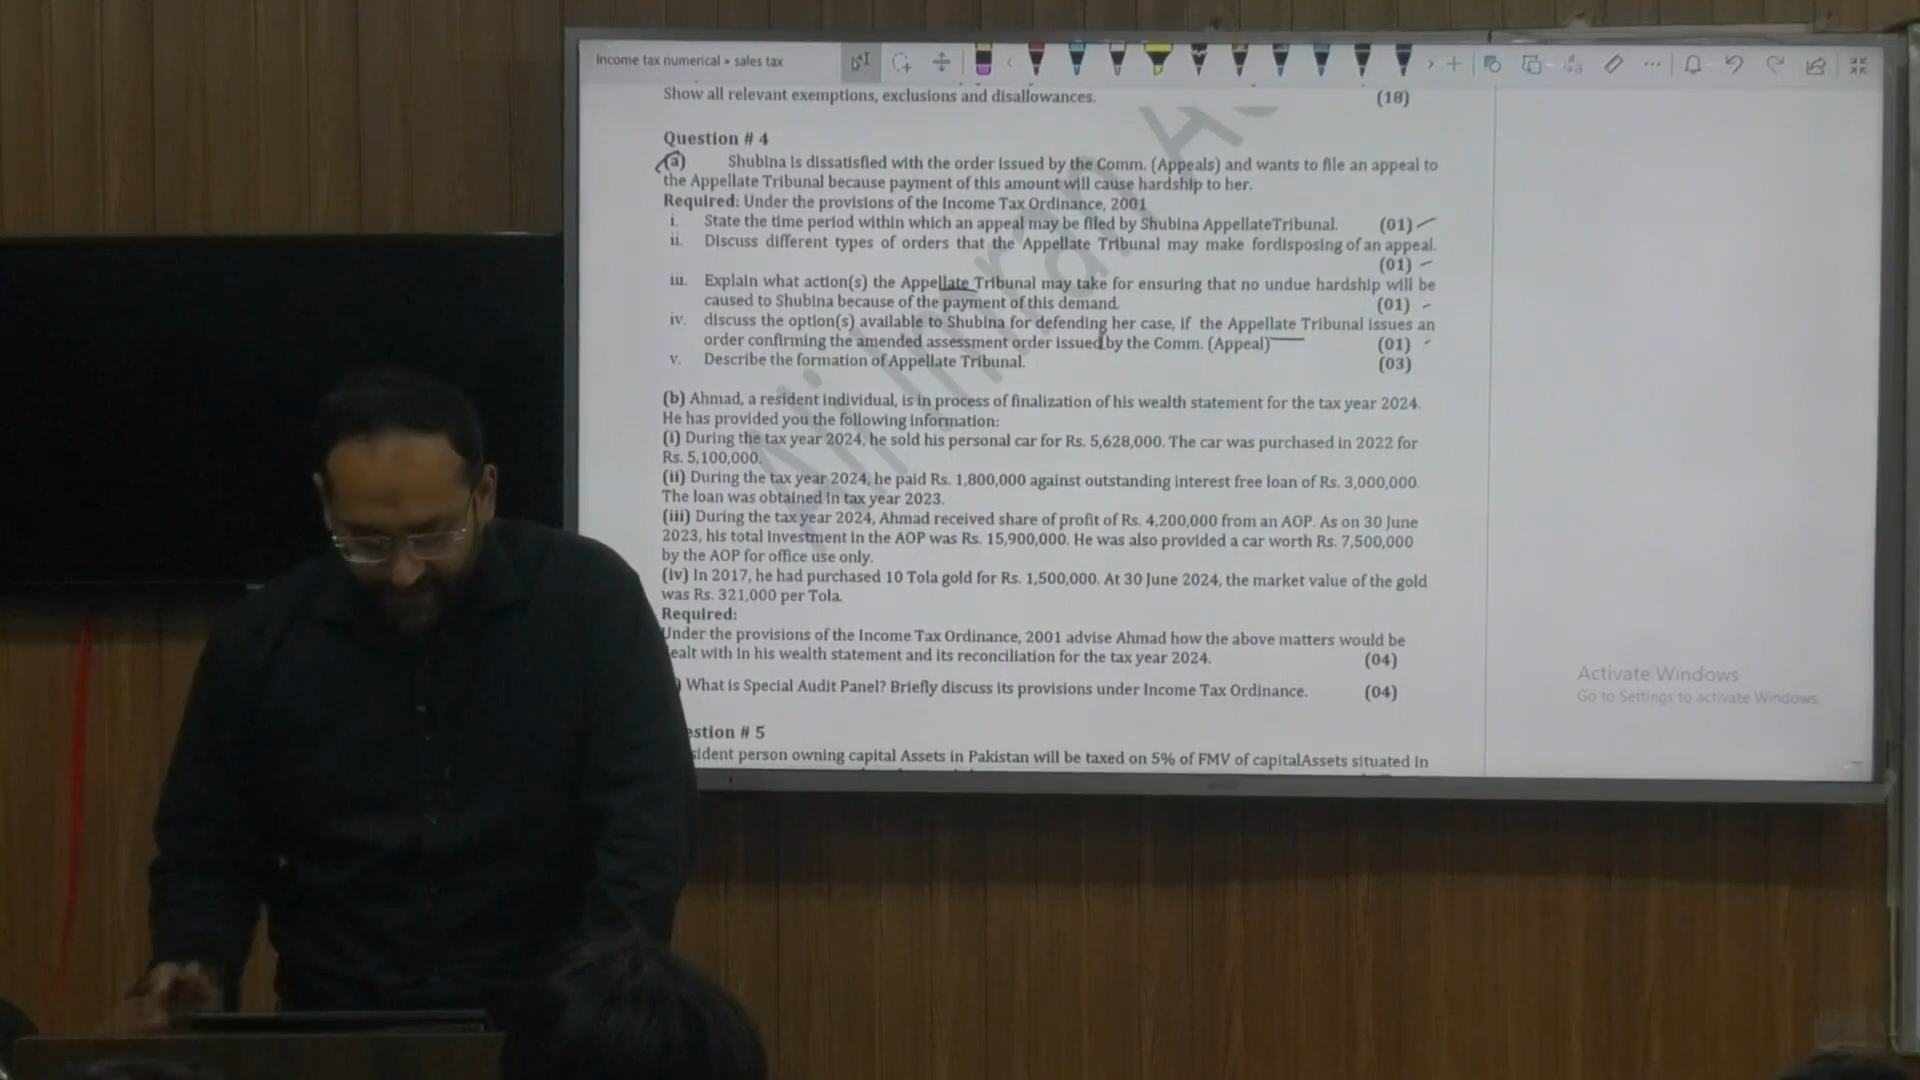 Income tax numerical + sales tax
Show all relevant exemptions, exclusions and disallowances. (18)
Question # 4
(a) Shubina is dissatisfied with the order issued by the Comm. (Appeals) and wants to file an appeal to
the Appellate Tribunal because payment of this amount will cause hardship to her.
Required: Under the provisions of the Income Tax Ordinance, 2001
i. State the time period within which an appeal may be filed by Shubina AppellateTribunal. (01)
ii. Discuss different types of orders that the Appellate Tribunal may make fordisposing of an appeal.
(01)
iii. Explain what action(s) the Appellate Tribunal may take for ensuring that no undue hardship will be
caused to Shubina because of the payment of this demand. (01)
iv. discuss the option(s) available to Shubina for defending her case, if the Appellate Tribunal issues an
order confirming the amended assessment order issued by the Comm. (Appeal) (01)
v. Describe the formation of Appellate Tribunal. (03)
(b) Ahmad, a resident individual, is in process of finalization of his wealth statement for the tax year 2024.
He has provided you the following information:
(i) During the tax year 2024, he sold his personal car for Rs. 5,628,000. The car was purchased in 2022 for
Rs. 5,100,000.
(ii) During the tax year 2024, he paid Rs. 1,800,000 against outstanding interest free loan of Rs. 3,000,000.
The loan was obtained in tax year 2023.
(iii) During the tax year 2024, Ahmad received share of profit of Rs. 4,200,000 from an AOP. As on 30 June
2023, his total investment in the AOP was Rs. 15,900,000. He was also provided a car worth Rs. 7,500,000
by the AOP for office use only.
(iv) In 2017, he had purchased 10 Tola gold for Rs. 1,500,000. At 30 June 2024, the market value of the gold
was Rs. 321,000 per Tola.
Required:
Under the provisions of the Income Tax Ordinance, 2001 advise Ahmad how the above matters would be
ealt with in his wealth statement and its reconciliation for the tax year 2024. (04)
) What is Special Audit Panel? Briefly discuss its provisions under Income Tax Ordinance. (04)
estion # 5
sident person owning capital Assets in Pakistan will be taxed on 5% of FMV of capitalAssets situated in
Activate Windows
Go to Settings to activate Windows.